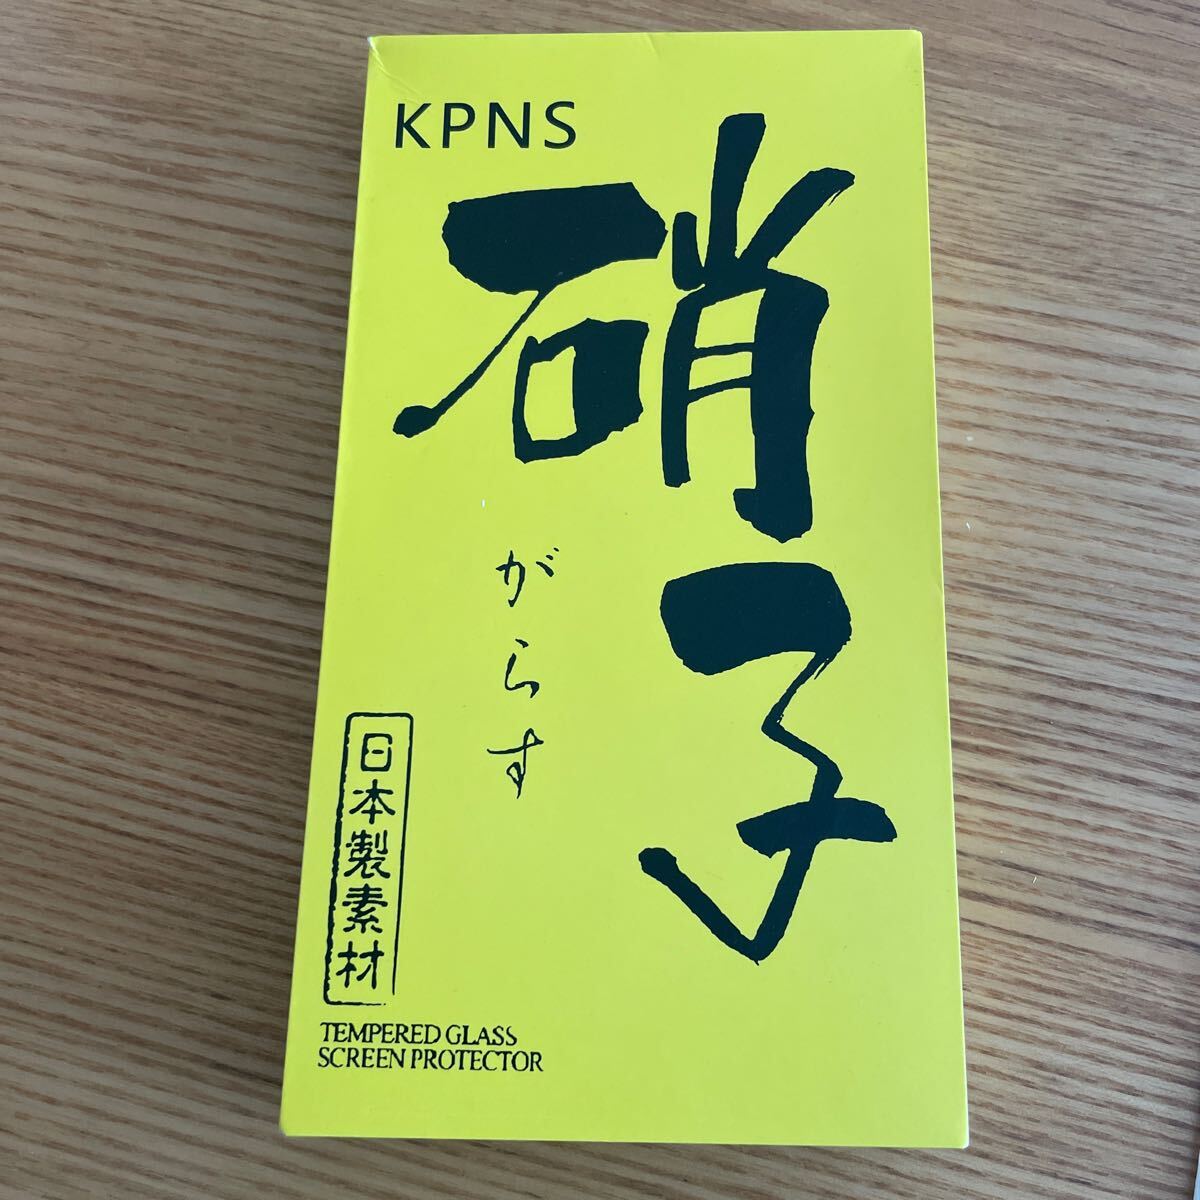 KPNS
硝子
がらす
日本製素材
TEMPERED GLASS
SCREEN PROTECTOR